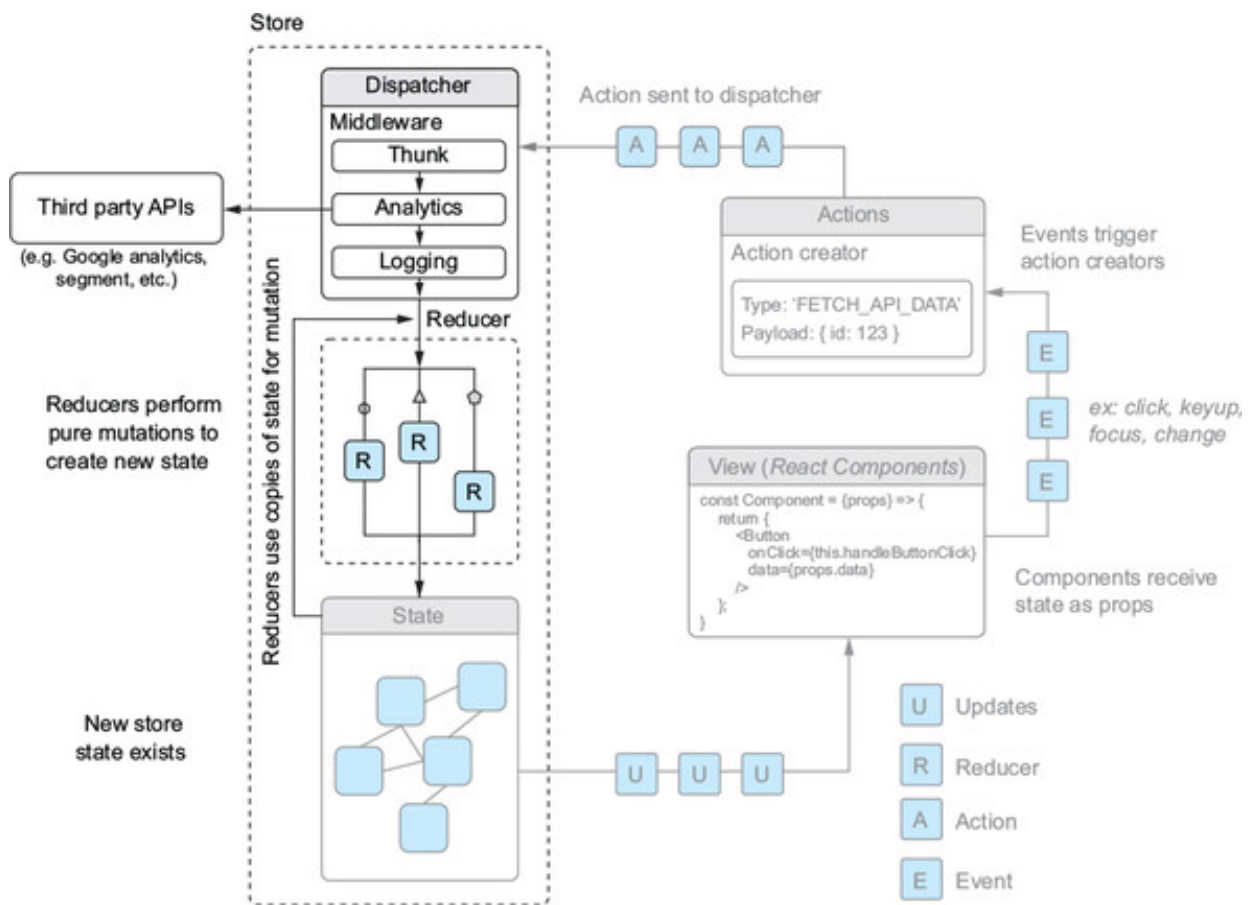 Store
Dispatcher
Middleware
Thunk
Analytics
Logging
Third party APIs
(e.g. Google analytics,
segment, etc.)
Action sent to dispatcher
A A A
Actions
Action creator
Type: 'FETCH_API_DATA'
Payload: { id: 123 }
Events trigger
action creators
E
E
E
ex: click, keyup,
focus, change
Reducer
Reducers use copies of state for mutation
Reducers perform
pure mutations to
create new state
R
R
R
View (React Components)
const Component = {props} => {
return {
<Button
onClick={this.handleButtonClick}
data={props.data}
/>
};
}
Components receive
state as props
State
New store
state exists
U U U
U Updates
R Reducer
A Action
E Event